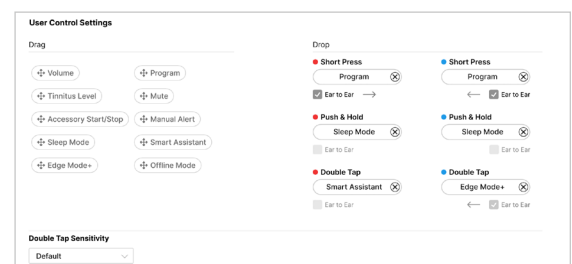 User Control Settings
Drag
Drop
Volume
Program
Tinnitus Level
Mute
Accessory Start/Stop
Manual Alert
Sleep Mode
Smart Assistant
Edge Mode+
Offline Mode
Short Press
Short Press
Program
Program
Ear to Ear
Ear to Ear
Push & Hold
Push & Hold
Sleep Mode
Sleep Mode
Ear to Ear
Ear to Ear
Double Tap
Double Tap
Smart Assistant
Edge Mode+
Ear to Ear
Ear to Ear
Double Tap Sensitivity
Default